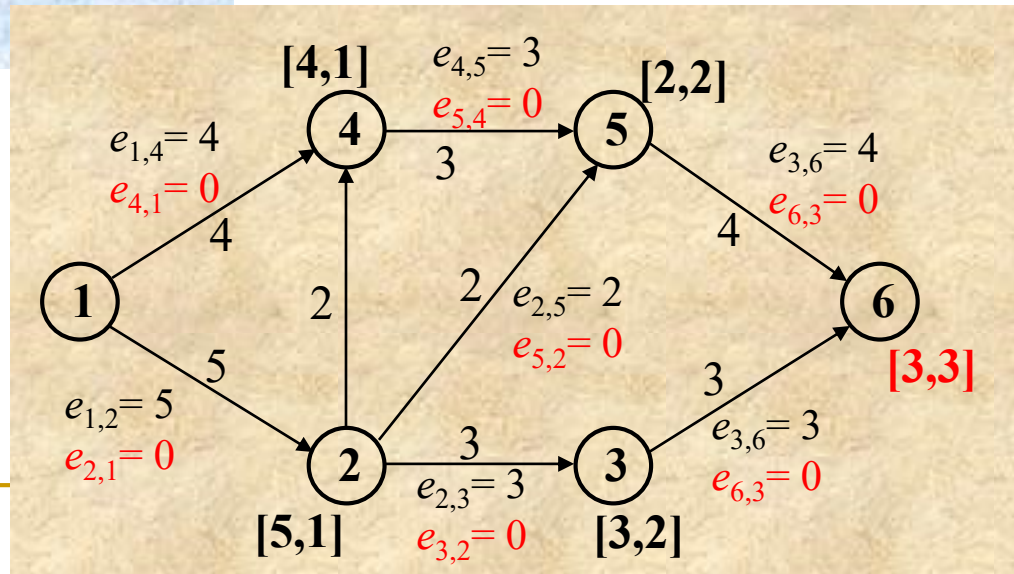 [4,1]
e4,5= 3
e5,4= 0
[2,2]
4
5
3
e1,4= 4
e4,1= 0
4
e3,6= 4
e6,3= 0
4
1
2
2
e2,5= 2
e5,2= 0
6
[3,3]
5
e1,2= 5
e2,1= 0
3
e3,6= 3
e6,3= 0
2
3
3
e2,3= 3
e3,2= 0
[5,1]
[3,2]